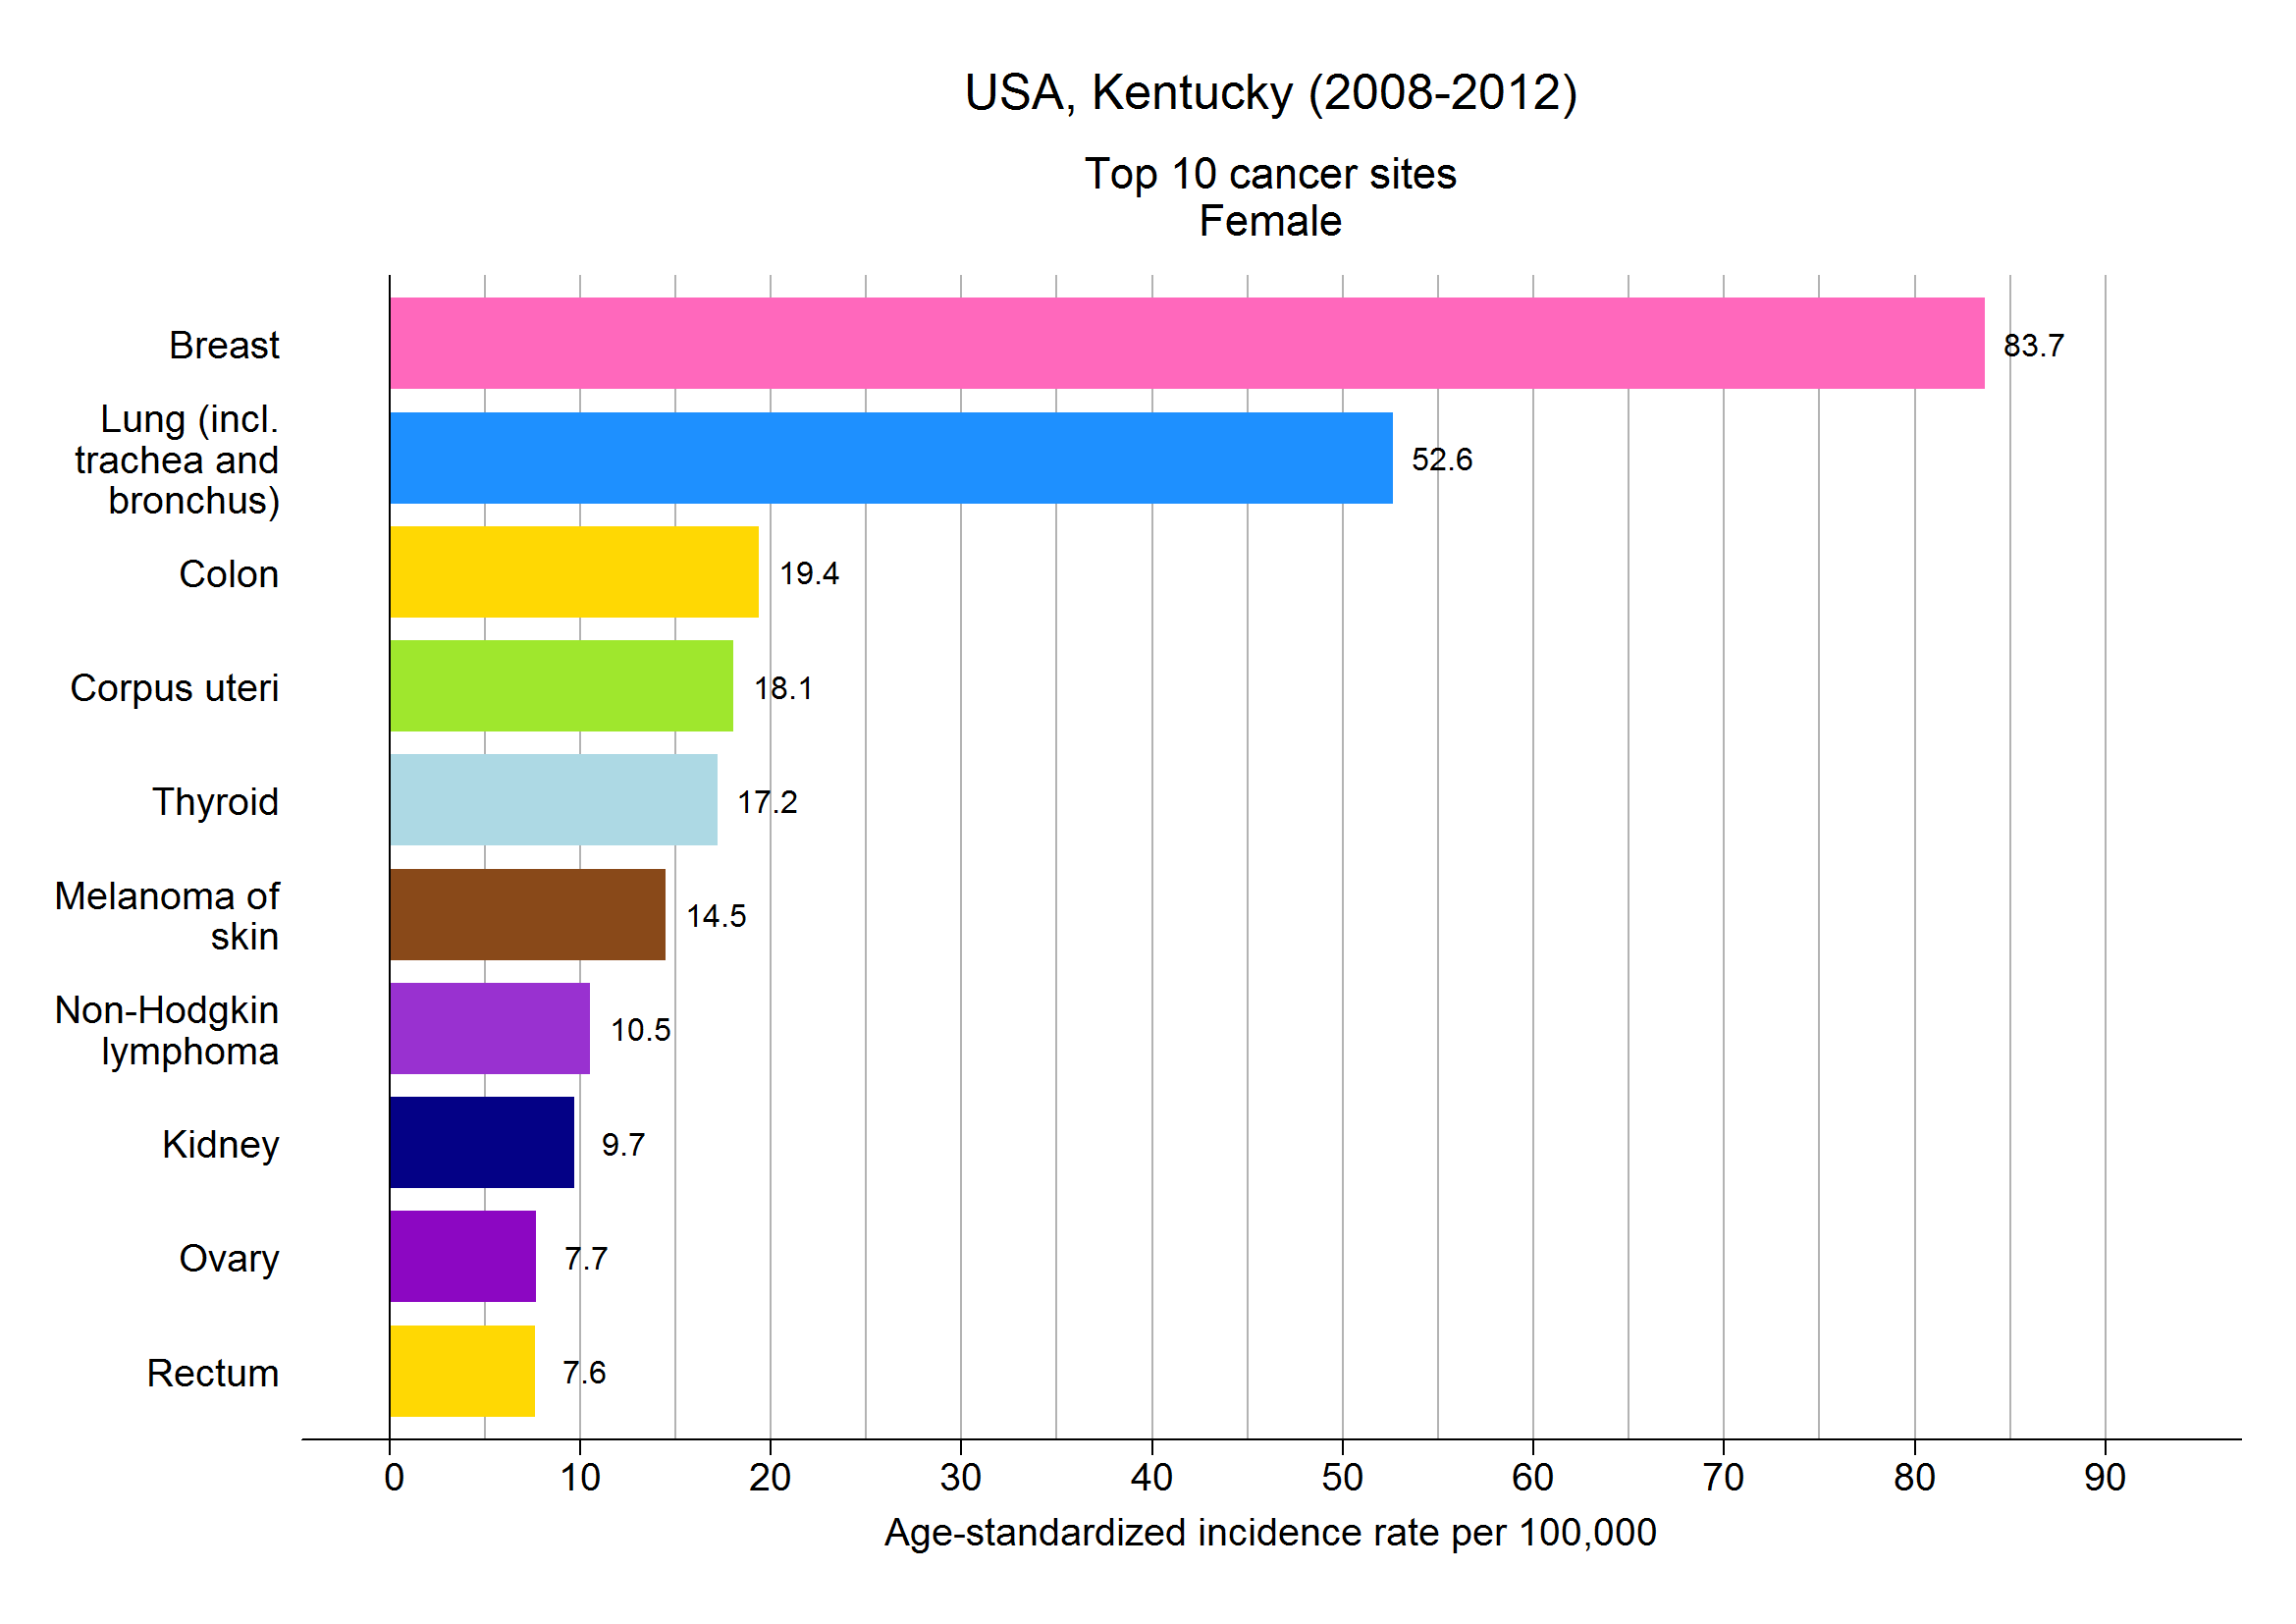 USA, Kentucky (2008-2012)
Top 10 cancer sites
Female
Breast
83.7
Lung (incl.
trachea and
bronchus)
52.6
Colon
19.4
Corpus uteri
18.1
Thyroid
17.2
Melanoma of
skin
14.5
Non-Hodgkin
lymphoma
10.5
Kidney
9.7
Ovary
7.7
Rectum
7.6
0 10 20 30 40 50 60 70 80 90
Age-standardized incidence rate per 100,000